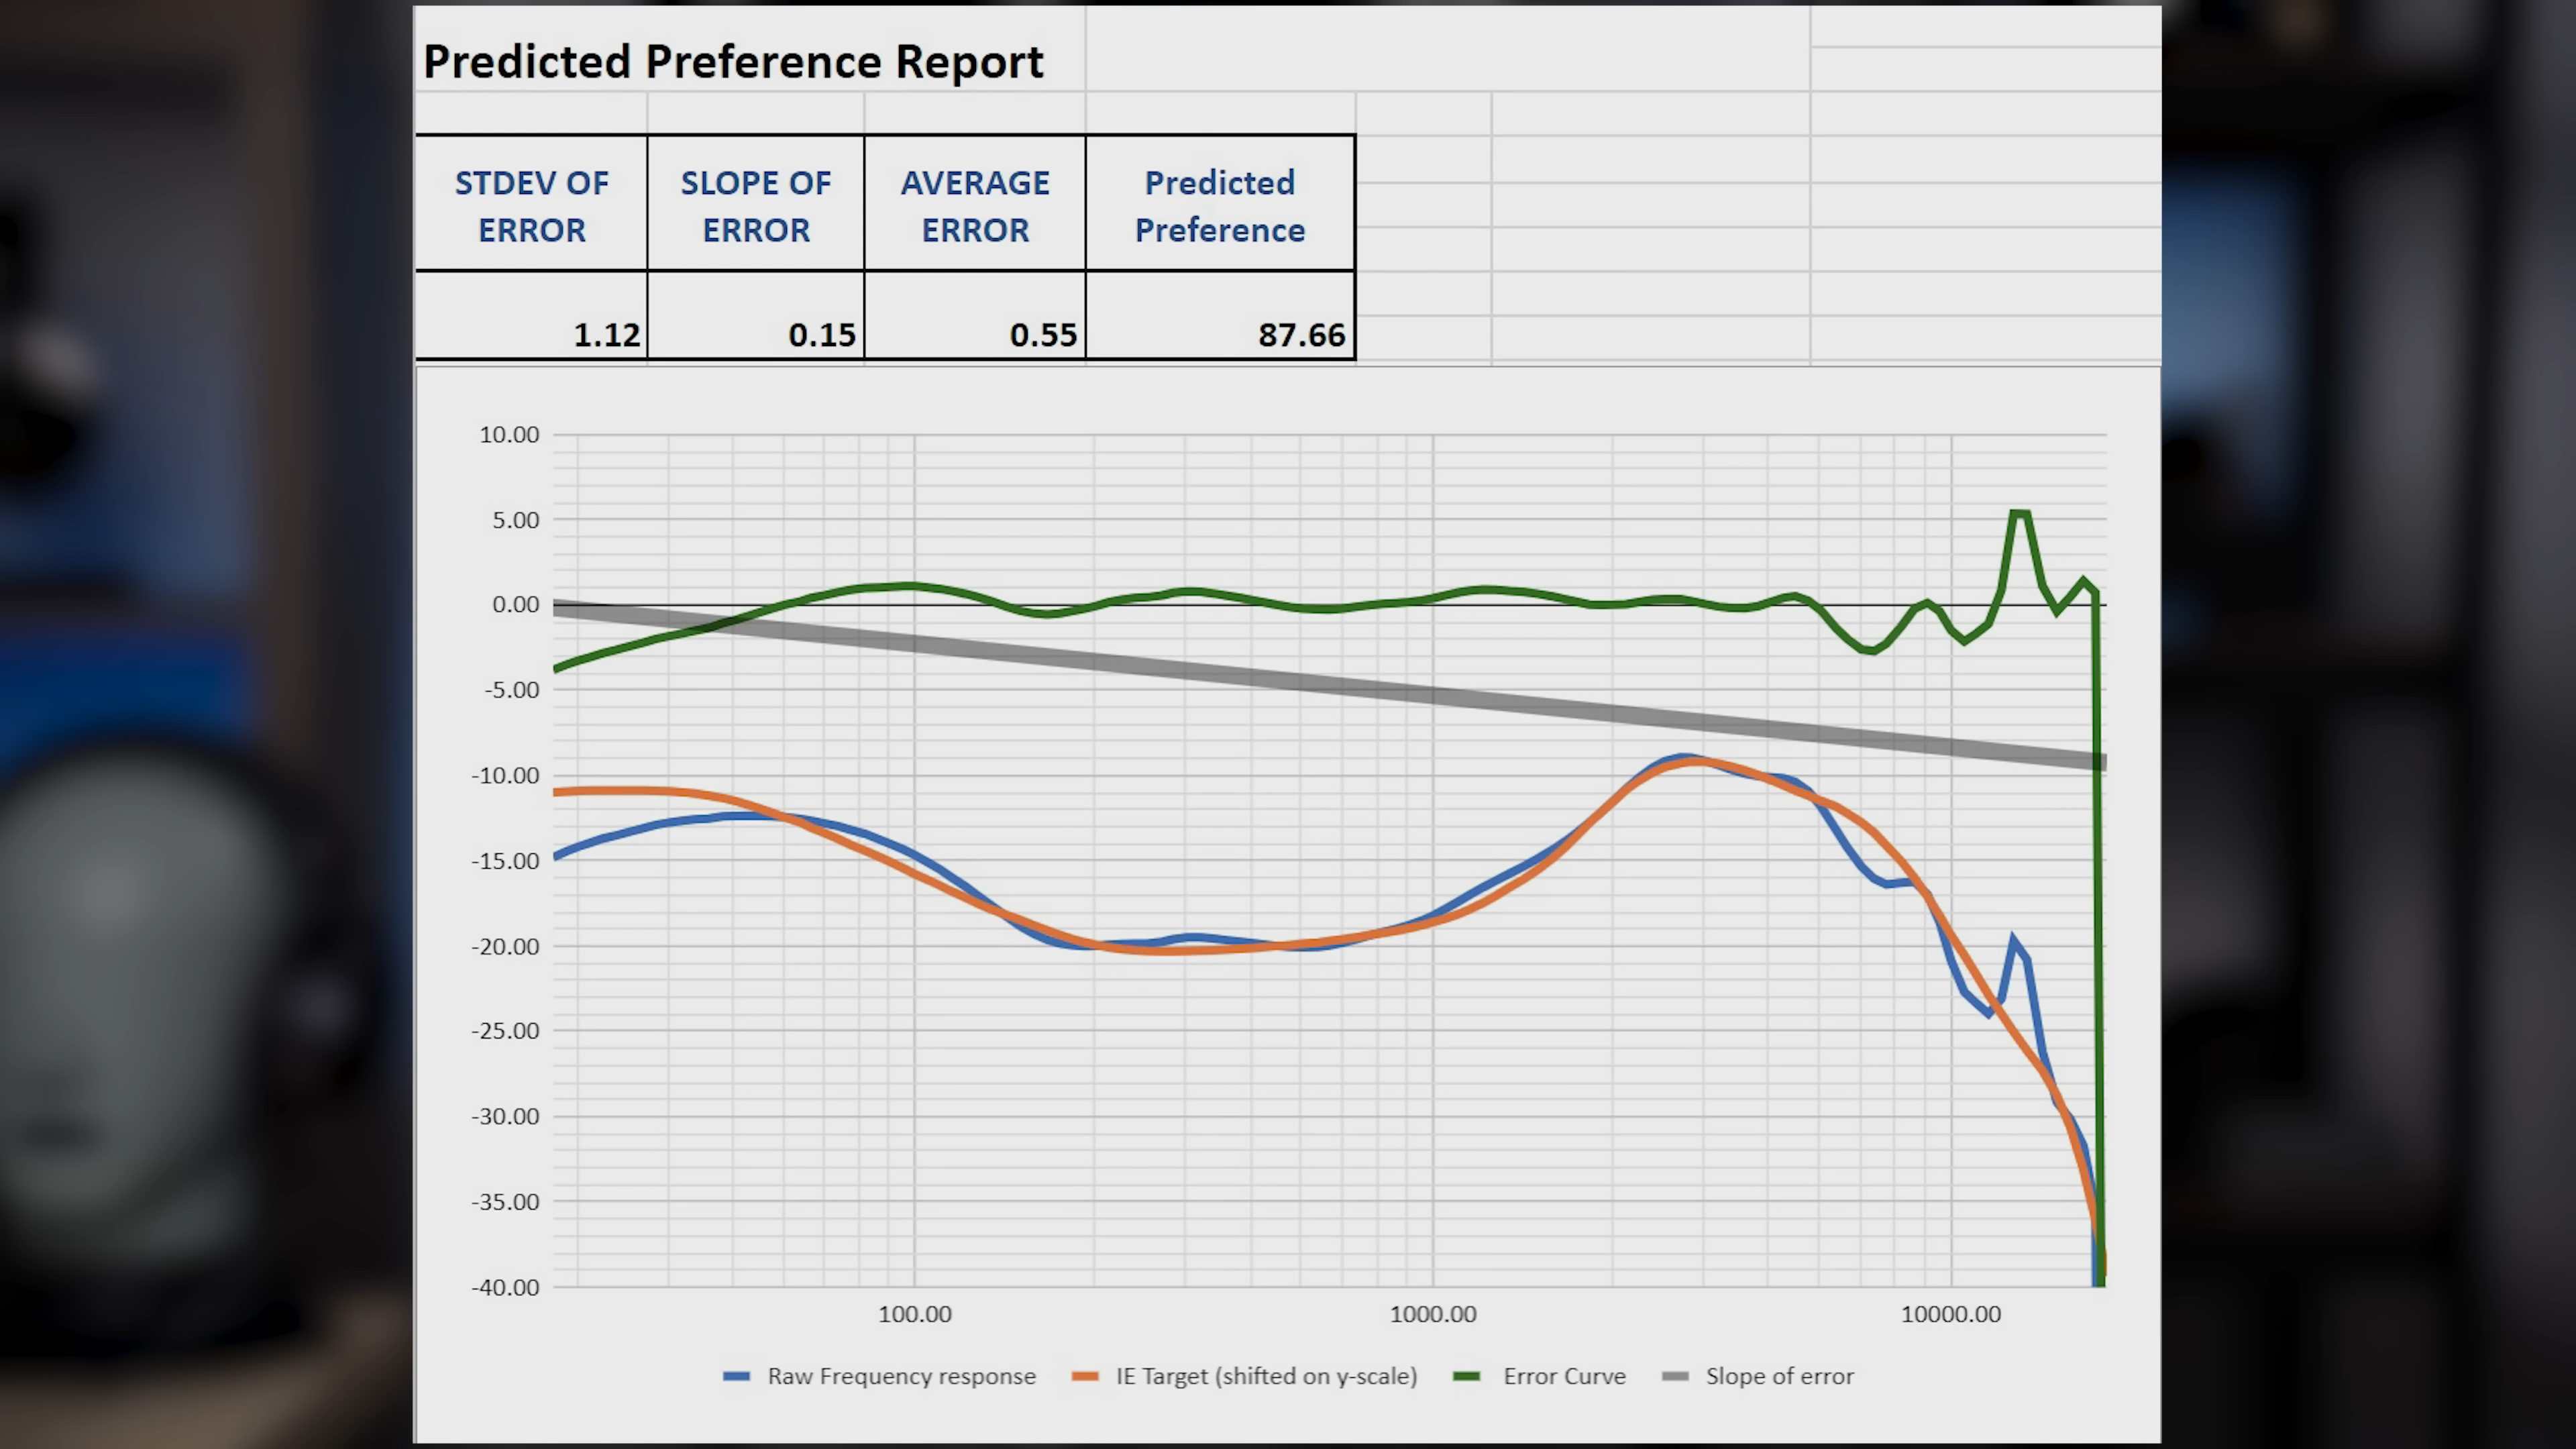 Predicted Preference Report
STDEV OF ERROR
SLOPE OF ERROR
AVERAGE ERROR
Predicted Preference
1.12
0.15
0.55
87.66
10.00
5.00
0.00
-5.00
-10.00
-15.00
-20.00
-25.00
-30.00
-35.00
-40.00
100.00
1000.00
10000.00
Raw Frequency response
IE Target (shifted on y-scale)
Error Curve
Slope of error